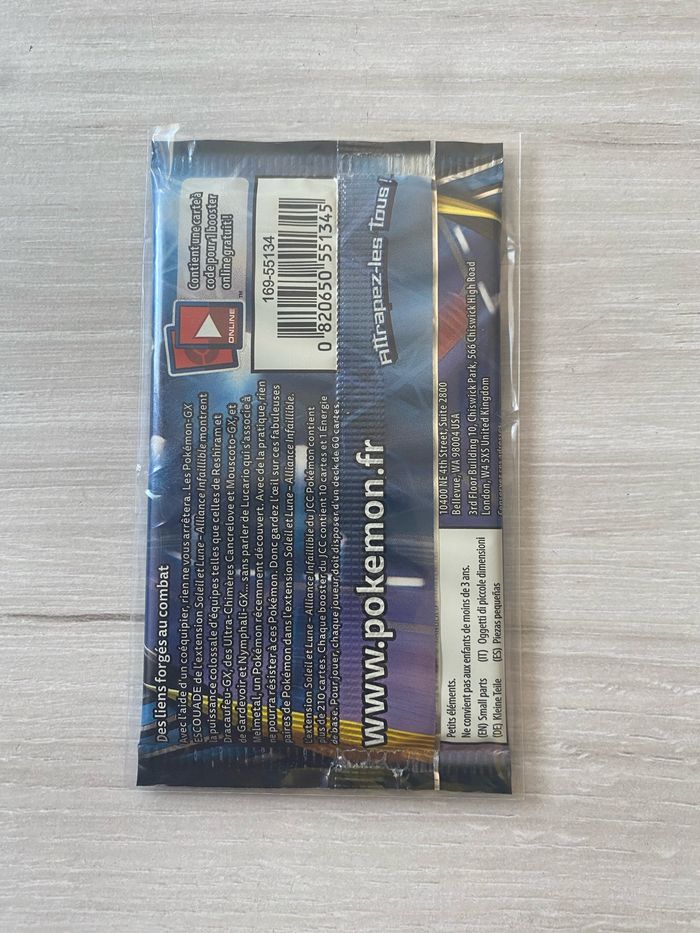 Des liens forgés au combat
Avec l'aide d'un coéquipier, rien ne vous arrêtera. Les Pokémon-GX
ESCOUADE de l'extension Soleil et Lune – Alliance Infaillible montrent
la puissance colossale d'équipes telles que celles de Reshiram et
Dracaufeu-GX, des Ultra-Chimères Cancrelove et Mouscoto-GX, et
de Gardevoir et Nymphali-GX... sans parler de Lucario qui s'associe à
Melmetal, un Pokémon récemment découvert. Avec de la pratique, rien
ne pourra résister à ces Pokémon. Donc gardez l'œil sur ces fabuleuses
paires de Pokémon dans l'extension Soleil et Lune – Alliance Infaillible.
L'extension Soleil et Lune – Alliance Infaillible du JCC Pokémon contient
plus de 210 cartes. Chaque booster du JCC contient 10 cartes et 1 Énergie
de base. Pour jouer, chaque joueur doit disposer d'un deck de 60 cartes.
Contient une carte à
code pour 1 booster
online gratuit !
ONLINE
TM
169-55134
0 820650 551345
www.pokemon.fr
Attrapez-les Tous !
Petits éléments.
Ne convient pas aux enfants de moins de 3 ans.
(EN) Small parts (IT) Oggetti di piccole dimensioni
(DE) Kleine Teile (ES) Piezas pequeñas
10400 NE 4th Street, Suite 2800
Bellevue, WA 98004 USA
3rd Floor Building 10, Chiswick Park, 566 Chiswick High Road
London, W4 5XS United Kingdom